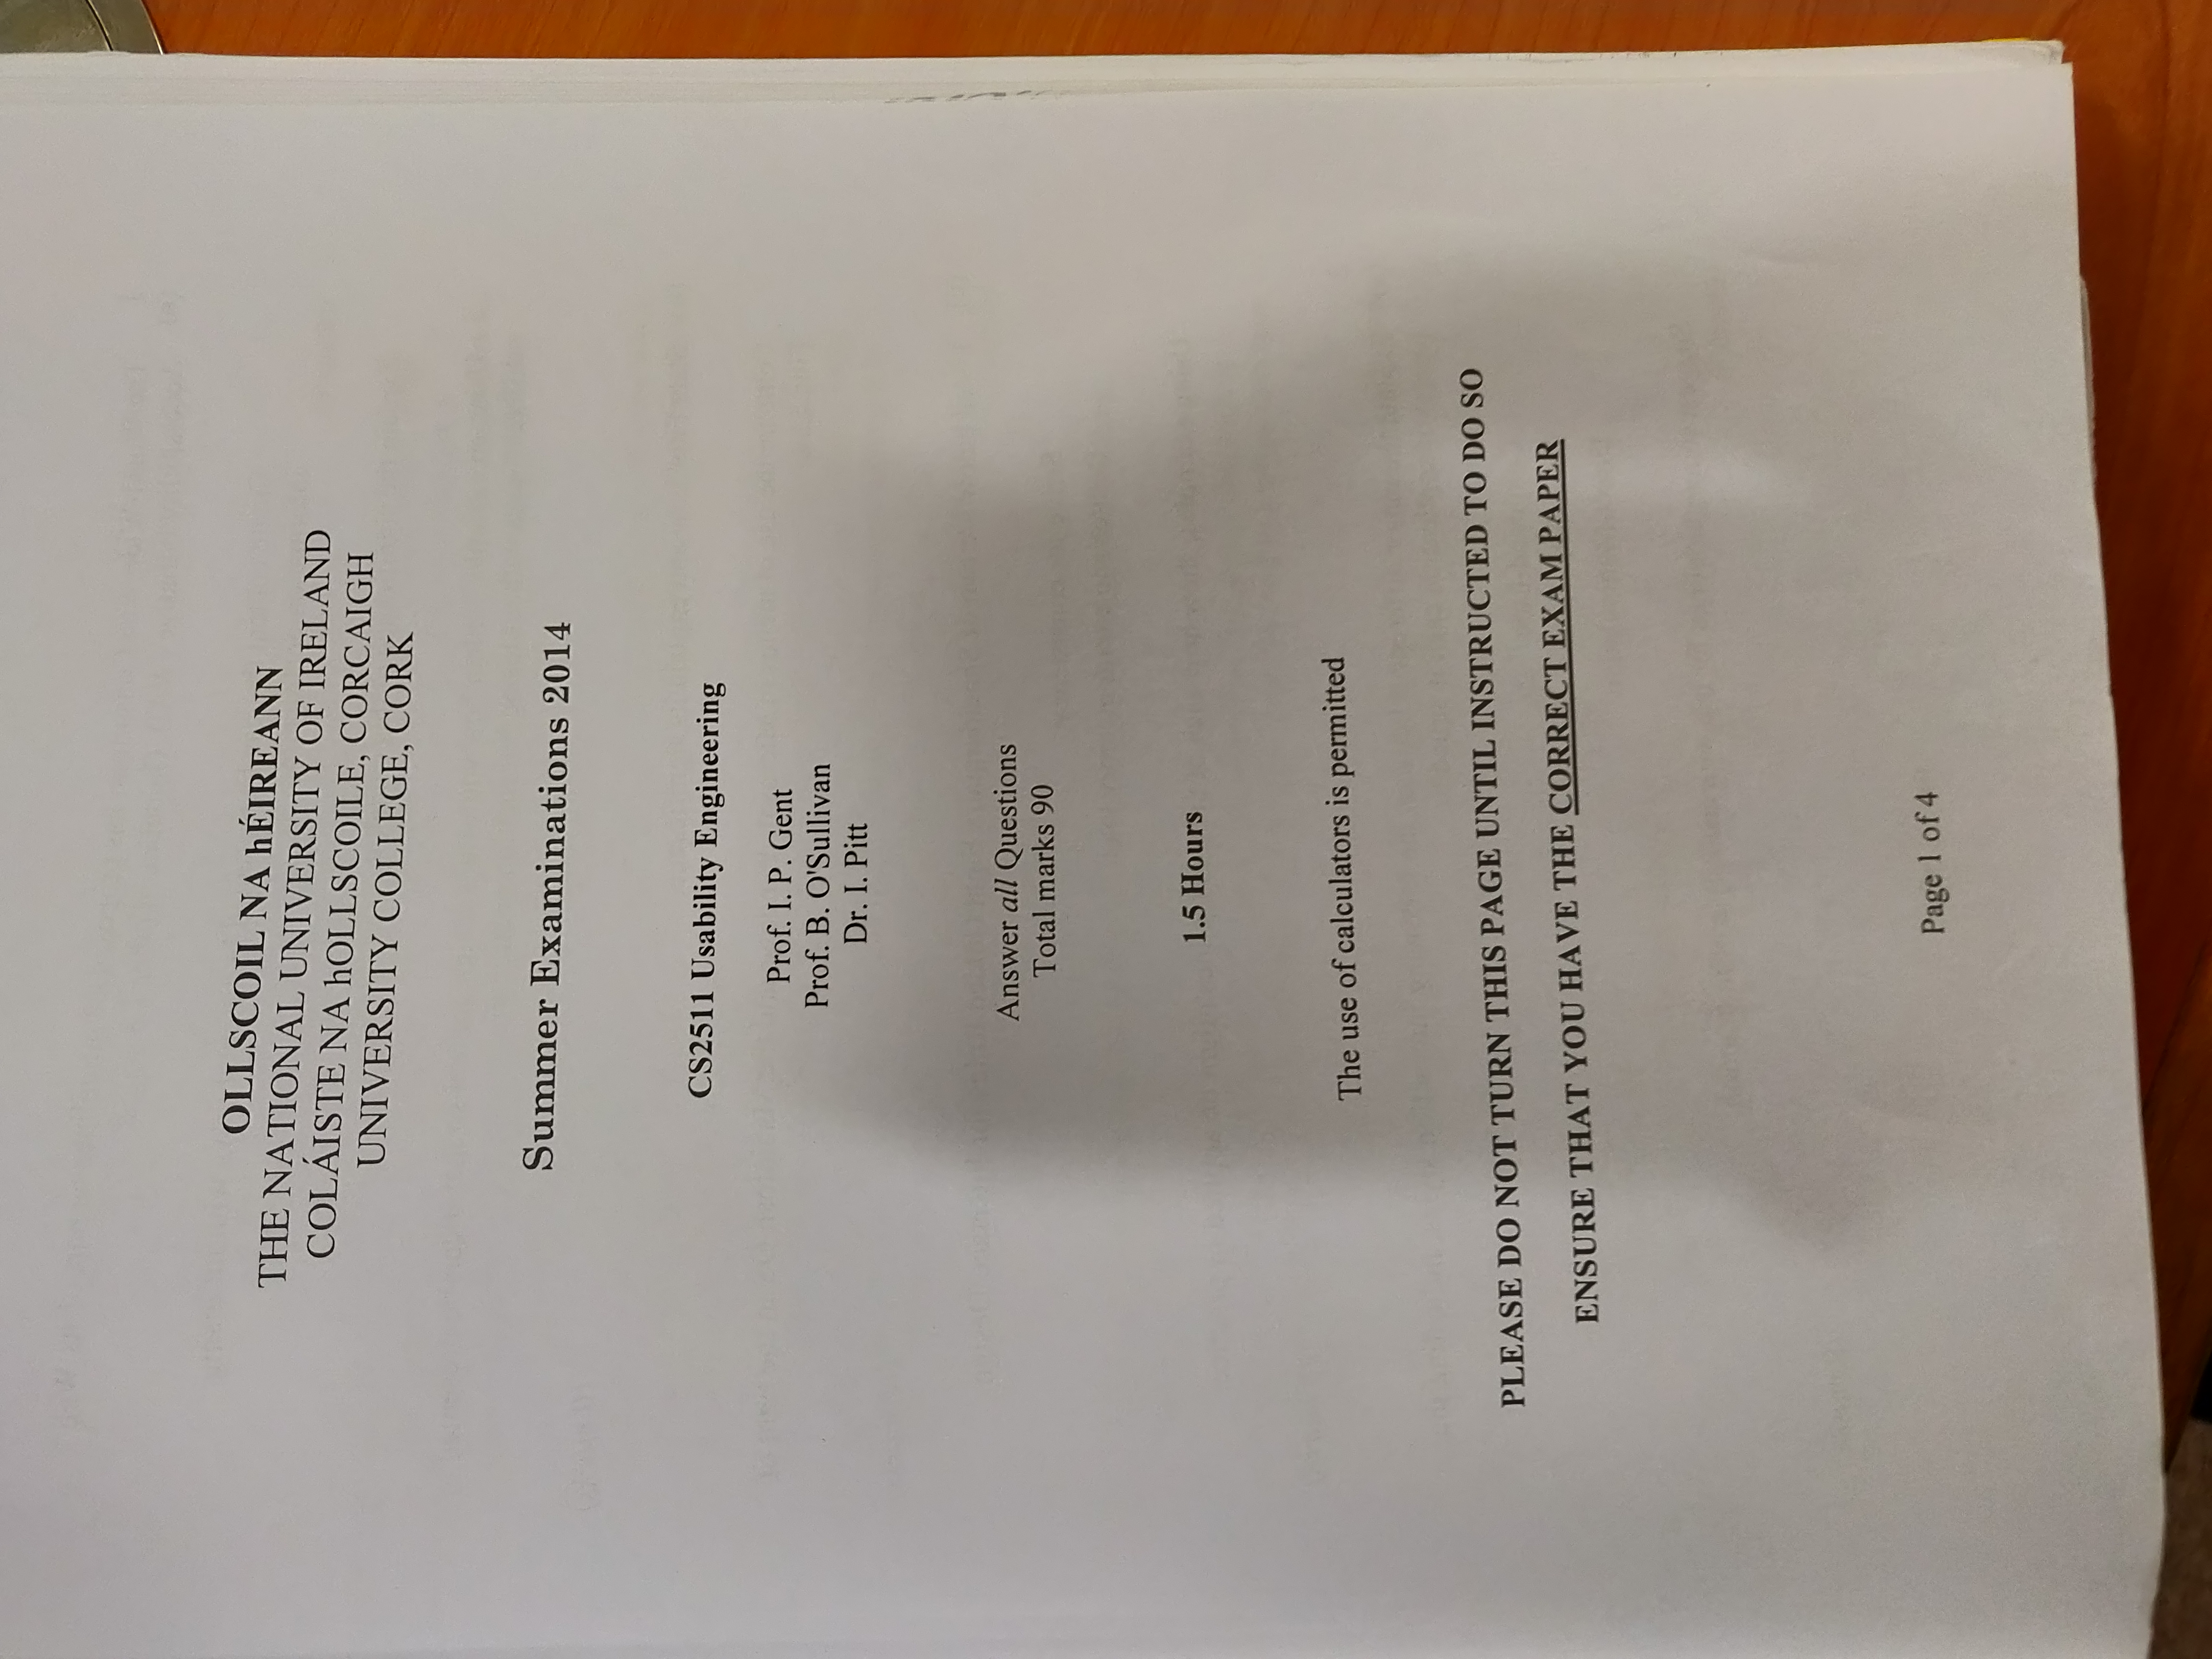 OLLSCOIL NA hÉIREANN
THE NATIONAL UNIVERSITY OF IRELAND
COLÁISTE NA hOLLSCOILE, CORCAIGH
UNIVERSITY COLLEGE, CORK
Summer Examinations 2014
CS2511 Usability Engineering
Prof. I. P. Gent
Prof. B. O'Sullivan
Dr. I. Pitt
Answer all Questions
Total marks 90
1.5 Hours
The use of calculators is permitted
PLEASE DO NOT TURN THIS PAGE UNTIL INSTRUCTED TO DO SO
ENSURE THAT YOU HAVE THE CORRECT EXAM PAPER
Page 1 of 4